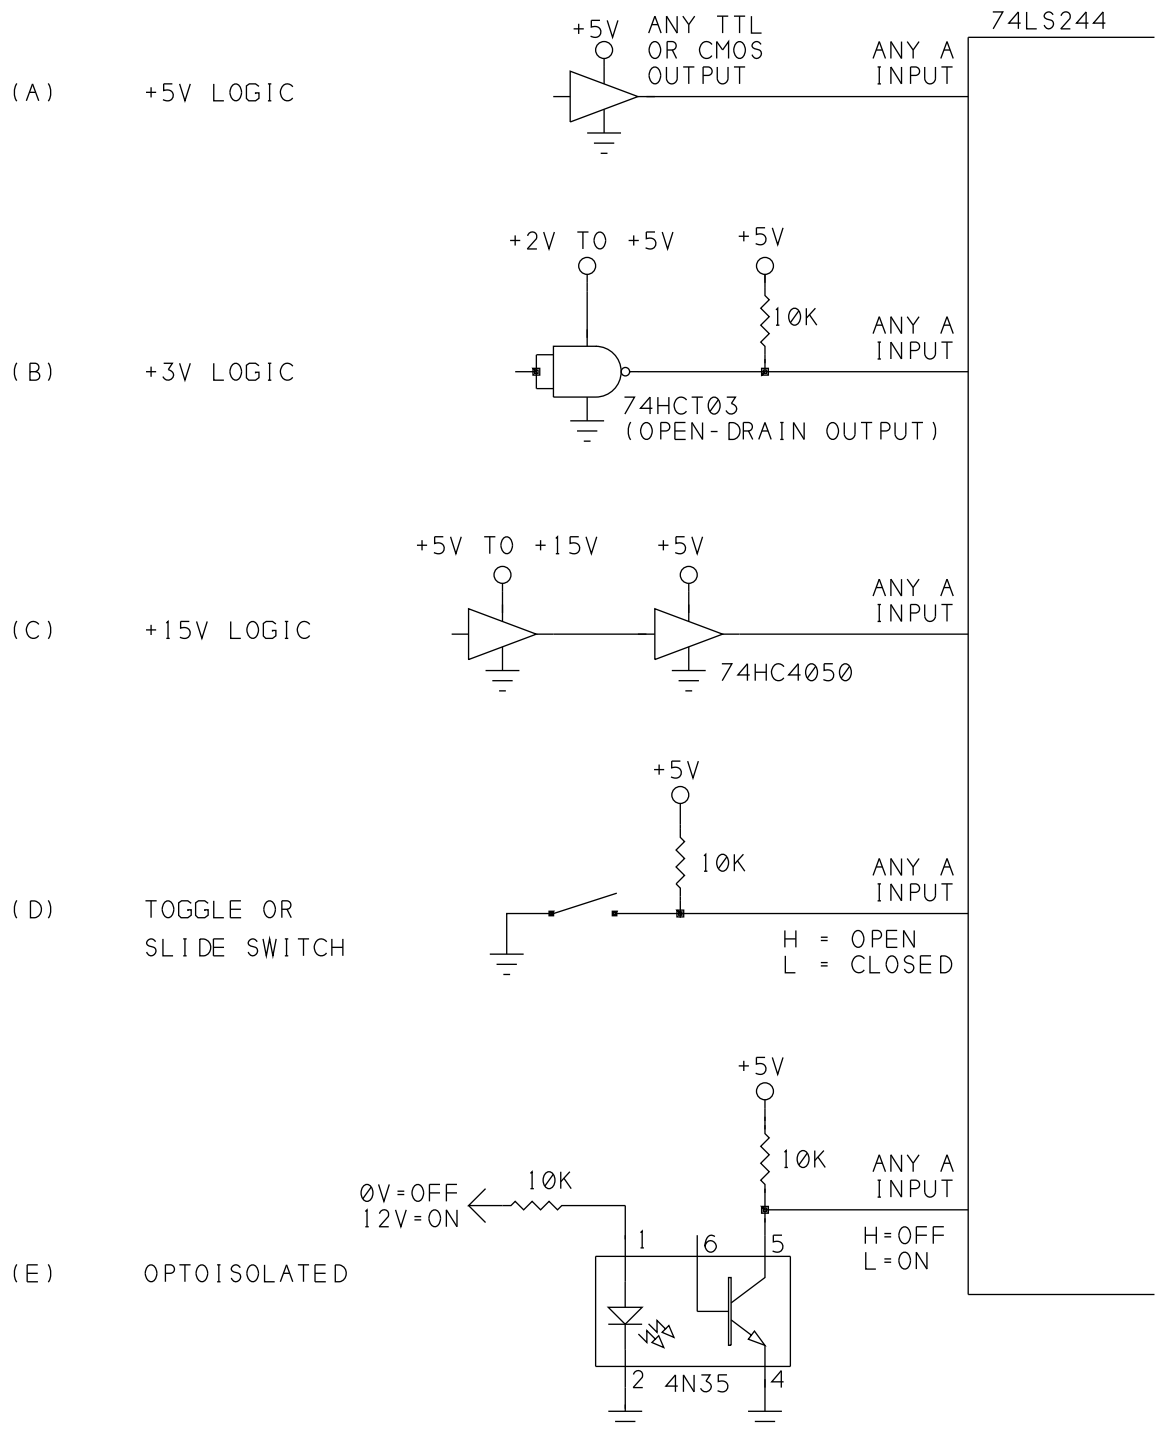 74LS244
+5V
ANY TTL
OR CMOS
OUTPUT
ANY A
INPUT
(A) +5V LOGIC
+2V TO +5V
+5V
10K
ANY A
INPUT
(B) +3V LOGIC
74HCT03
(OPEN-DRAIN OUTPUT)
+5V TO +15V
+5V
ANY A
INPUT
(C) +15V LOGIC
74HC4050
+5V
10K
ANY A
INPUT
(D) TOGGLE OR
SLIDE SWITCH
H = OPEN
L = CLOSED
+5V
10K
ANY A
INPUT
10K
0V=OFF
12V=ON
H=OFF
L=ON
1
6
5
(E) OPTOISOLATED
2
4N35
4